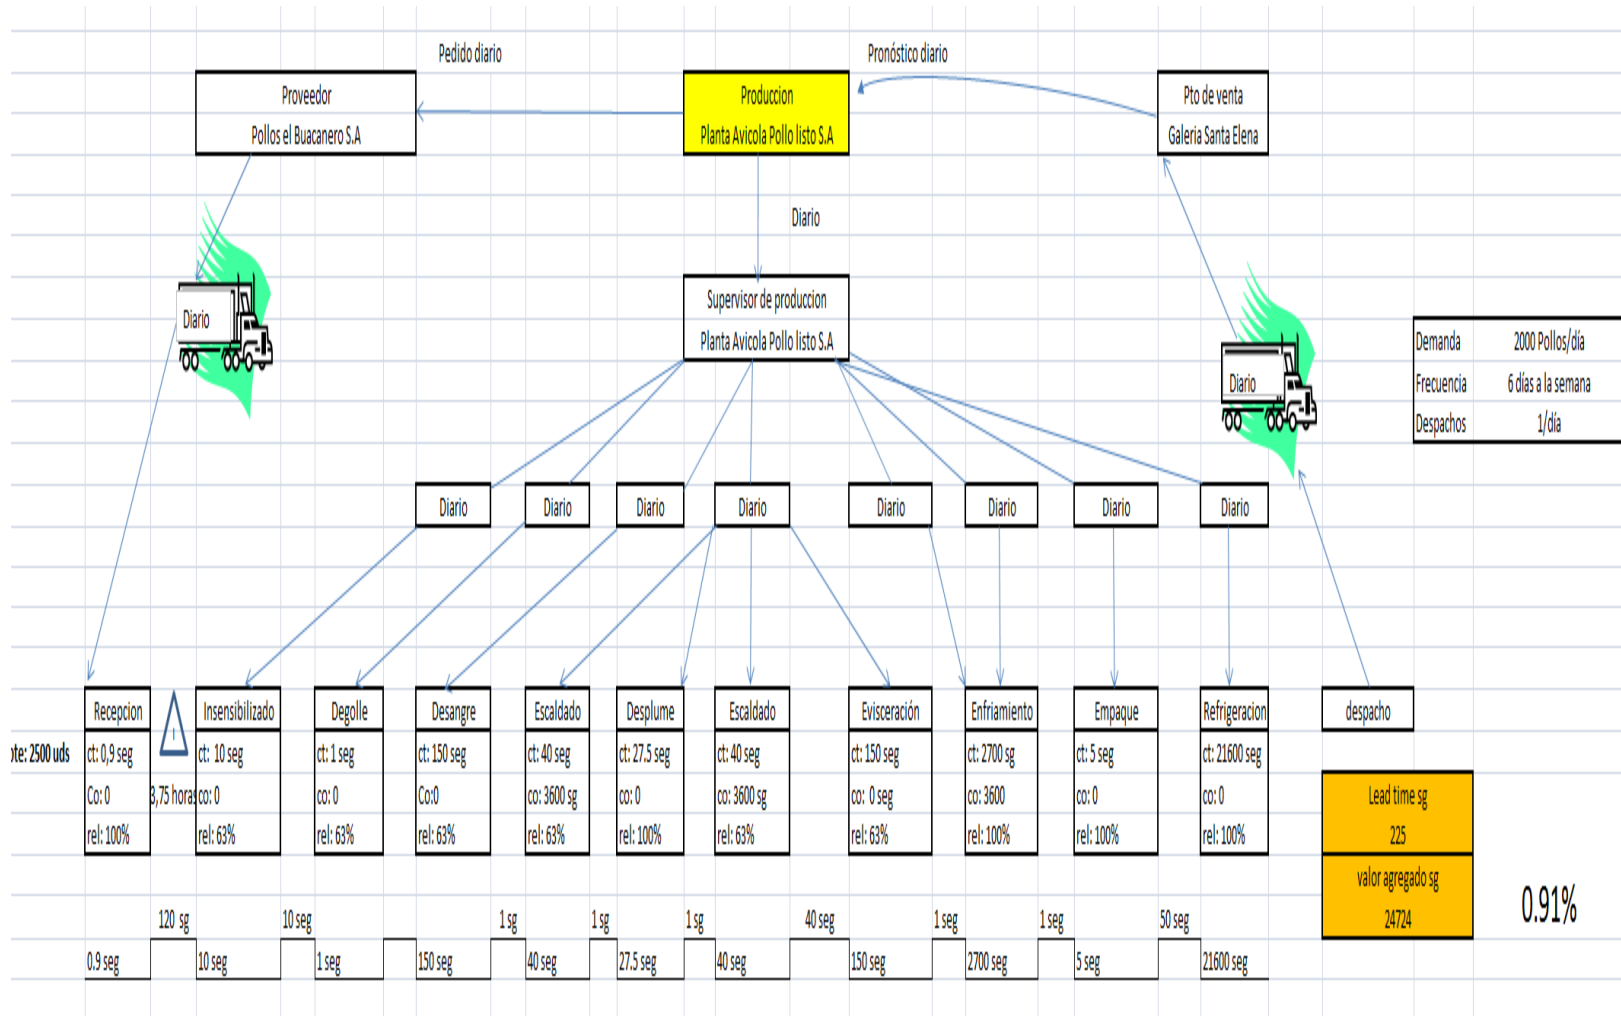 Pedido diario
Pronóstico diario
Proveedor
Pollos el Buacanero S.A
Produccion
Planta Avicola Pollo listo S.A
Pto de venta
Galeria Santa Elena
Diario
Supervisor de produccion
Planta Avicola Pollo listo S.A
Diario
Diario
Demanda 2000 Pollos/día
Frecuencia 6 días a la semana
Despachos 1/día
Diario Diario Diario Diario Diario Diario Diario Diario
Recepcion Insensibilizado Degolle Desangre Escaldado Desplume Escaldado Evisceración Enfriamiento Empaque Refrigeracion despacho
2500 uds ct: 0,9 seg ct: 10 seg ct: 1 seg ct: 150 seg ct: 40 seg ct: 27.5 seg ct: 40 seg ct: 150 seg ct: 2700 sg ct: 5 seg ct: 21600 seg
Co: 0 3,75 horas co: 0 co: 0 Co:0 co: 3600 sg co: 0 co: 3600 sg co: 0 seg co: 3600 co: 0 co: 0
rel: 100% rel: 63% rel: 63% rel: 63% rel: 63% rel: 100% rel: 63% rel: 63% rel: 100% rel: 100% rel: 100%
Lead time sg
225
valor agregado sg
24724
0.91%
120 sg 10 seg 1 sg 1 sg 1 sg 40 seg 1 seg 1 seg 50 seg
0.9 seg 10 seg 1 seg 150 seg 40 seg 27.5 seg 40 seg 150 seg 2700 seg 5 seg 21600 seg